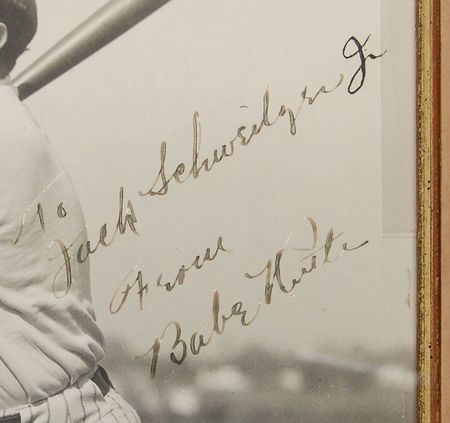 To
Jack Schweitzer Jr
From
Babe Ruth